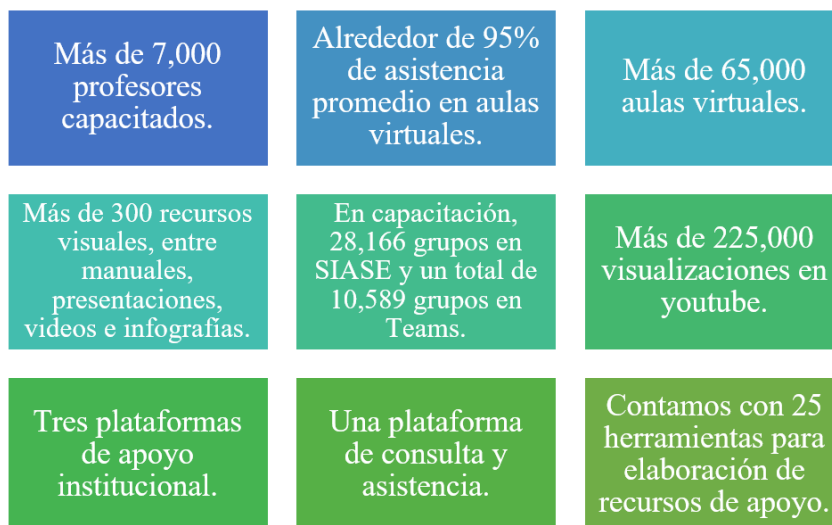 Más de 7,000
profesores
capacitados.
Alrededor de 95%
de asistencia
promedio en aulas
virtuales.
Más de 65,000
aulas virtuales.
Más de 300 recursos
visuales, entre
manuales,
presentaciones,
videos e infografías.
En capacitación,
28,166 grupos en
SIASE y un total de
10,589 grupos en
Teams.
Más de 225,000
visualizaciones en
youtube.
Tres plataformas
de apoyo
institucional.
Una plataforma
de consulta y
asistencia.
Contamos con 25
herramientas para
elaboración de
recursos de apoyo.